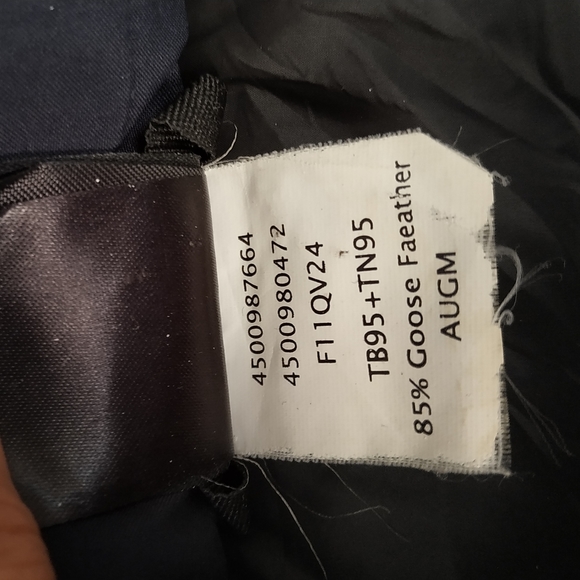 4500987664
4500980472
F11QV24
TB95+TN95
85% Goose Faeather
AUGM